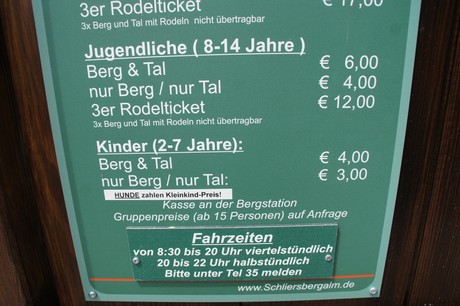 3er Rodelticket € 17,00
3x Berg und Tal mit Rodeln nicht übertragbar
Jugendliche ( 8-14 Jahre )
Berg & Tal € 6,00
nur Berg / nur Tal € 4,00
3er Rodelticket € 12,00
3x Berg und Tal mit Rodeln nicht übertragbar
Kinder (2-7 Jahre):
Berg & Tal € 4,00
nur Berg / nur Tal: € 3,00
HUNDE zahlen Kleinkind-Preis!
Kasse an der Bergstation
Gruppenpreise (ab 15 Personen) auf Anfrage
Fahrzeiten
von 8:30 bis 20 Uhr viertelstündlich
20 bis 22 Uhr halbstündlich
Bitte unter Tel 35 melden
www.Schliersbergalm.de